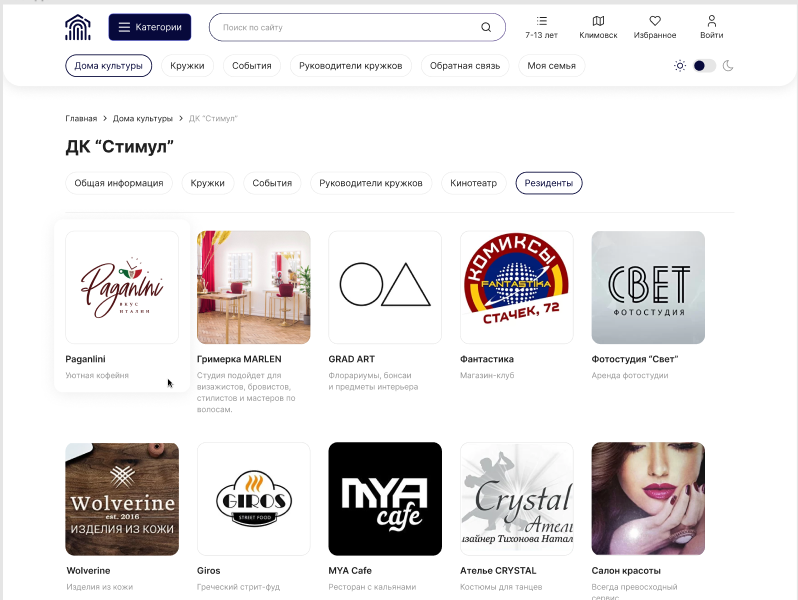 Категории
Поиск по сайту
7-13 лет
Климовск
Избранное
Войти
Дома культуры
Кружки
События
Руководители кружков
Обратная связь
Моя семья
Главная > Дома культуры > ДК “Стимул”
ДК “Стимул”
Общая информация
Кружки
События
Руководители кружков
Кинотеатр
Резиденты
Paganlini
ВКУС
ИТАЛИИ
КОМИКСЫ
FАНТАSTIKA
СТАЧЕК, 72
СВЕТ
ФОТОСТУДИЯ
Paganlini
Уютная кофейня
Гримерка MARLEN
Студия подойдет для
визажистов, бровистов,
стилистов и мастеров по
волосам.
GRAD ART
Флорариумы, бонсаи
и предметы интерьера
Фантастика
Магазин-клуб
Фотостудия “Свет”
Аренда фотостудии
Wolverine
est. 2016
ИЗДЕЛИЯ ИЗ КОЖИ
GIROS
STREET FOOD
MYA
cafe
Crystal
Ателье
изайнер Тихонова Натал
Wolverine
Изделия из кожи
Giros
Греческий стрит-фуд
MYA Cafe
Ресторан с кальянами
Ателье CRYSTAL
Костюмы для танцев
Салон красоты
Всегда превосходный
сервис